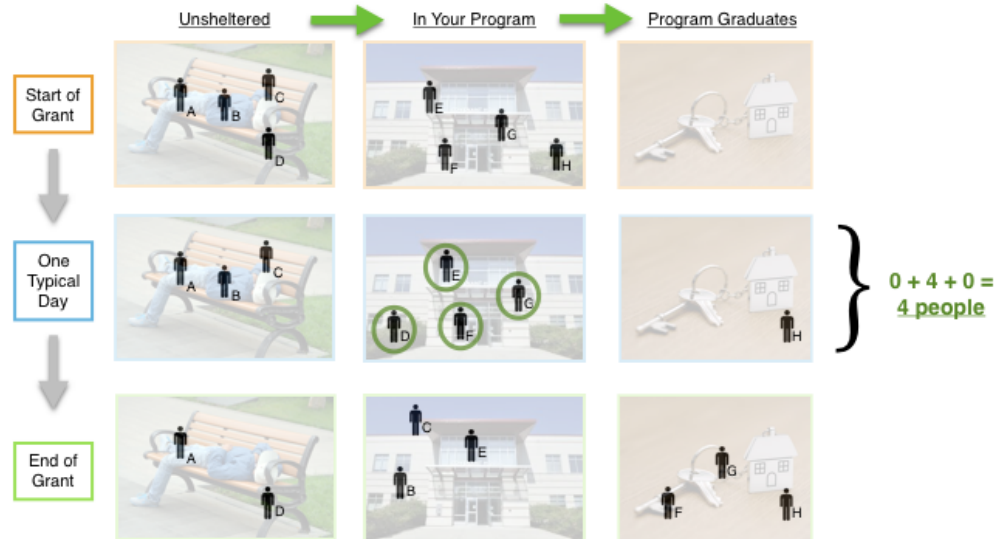 Unsheltered
In Your Program
Program Graduates
Start of
Grant
A
B
C
D
E
F
G
H
One
Typical
Day
A
B
C
D
E
F
G
H
0 + 4 + 0 =
4 people
End of
Grant
A
D
C
B
E
F
G
H